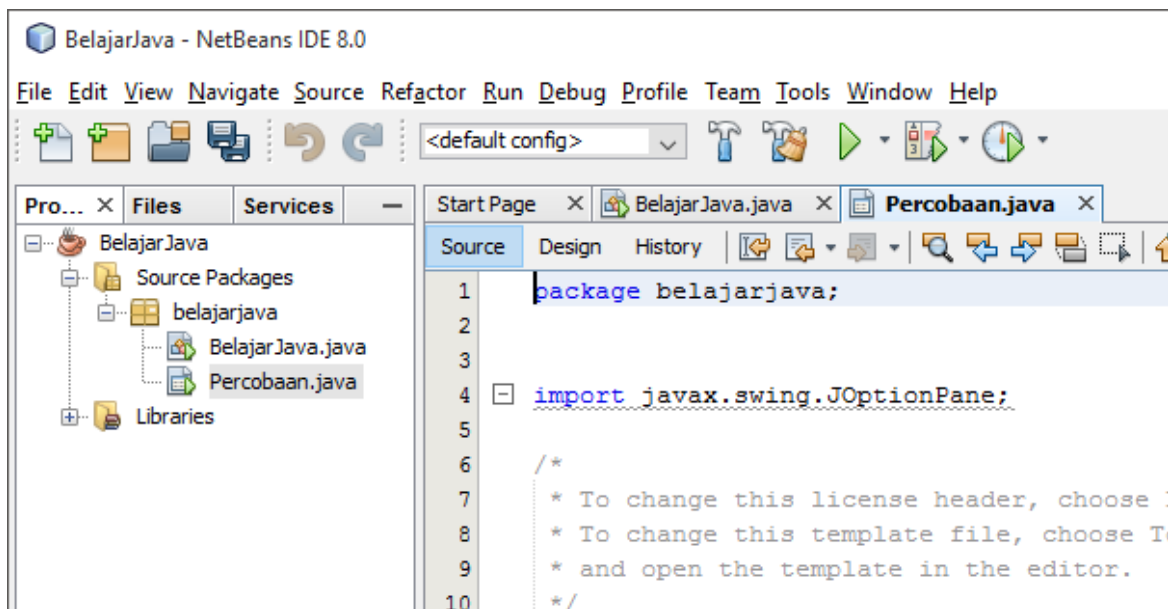 BelajarJava - NetBeans IDE 8.0
File Edit View Navigate Source Refactor Run Debug Profile Team Tools Window Help
<default config>
Pro... Files Services
Start Page BelajarJava.java Percobaan.java
BelajarJava
Source Packages
belajarjava
BelajarJava.java
Percobaan.java
Libraries
Source Design History
1 package belajarjava;
2
3
4 import javax.swing.JOptionPane;
5
6 /*
7 * To change this license header, choose
8 * To change this template file, choose
9 * and open the template in the editor.
10 */